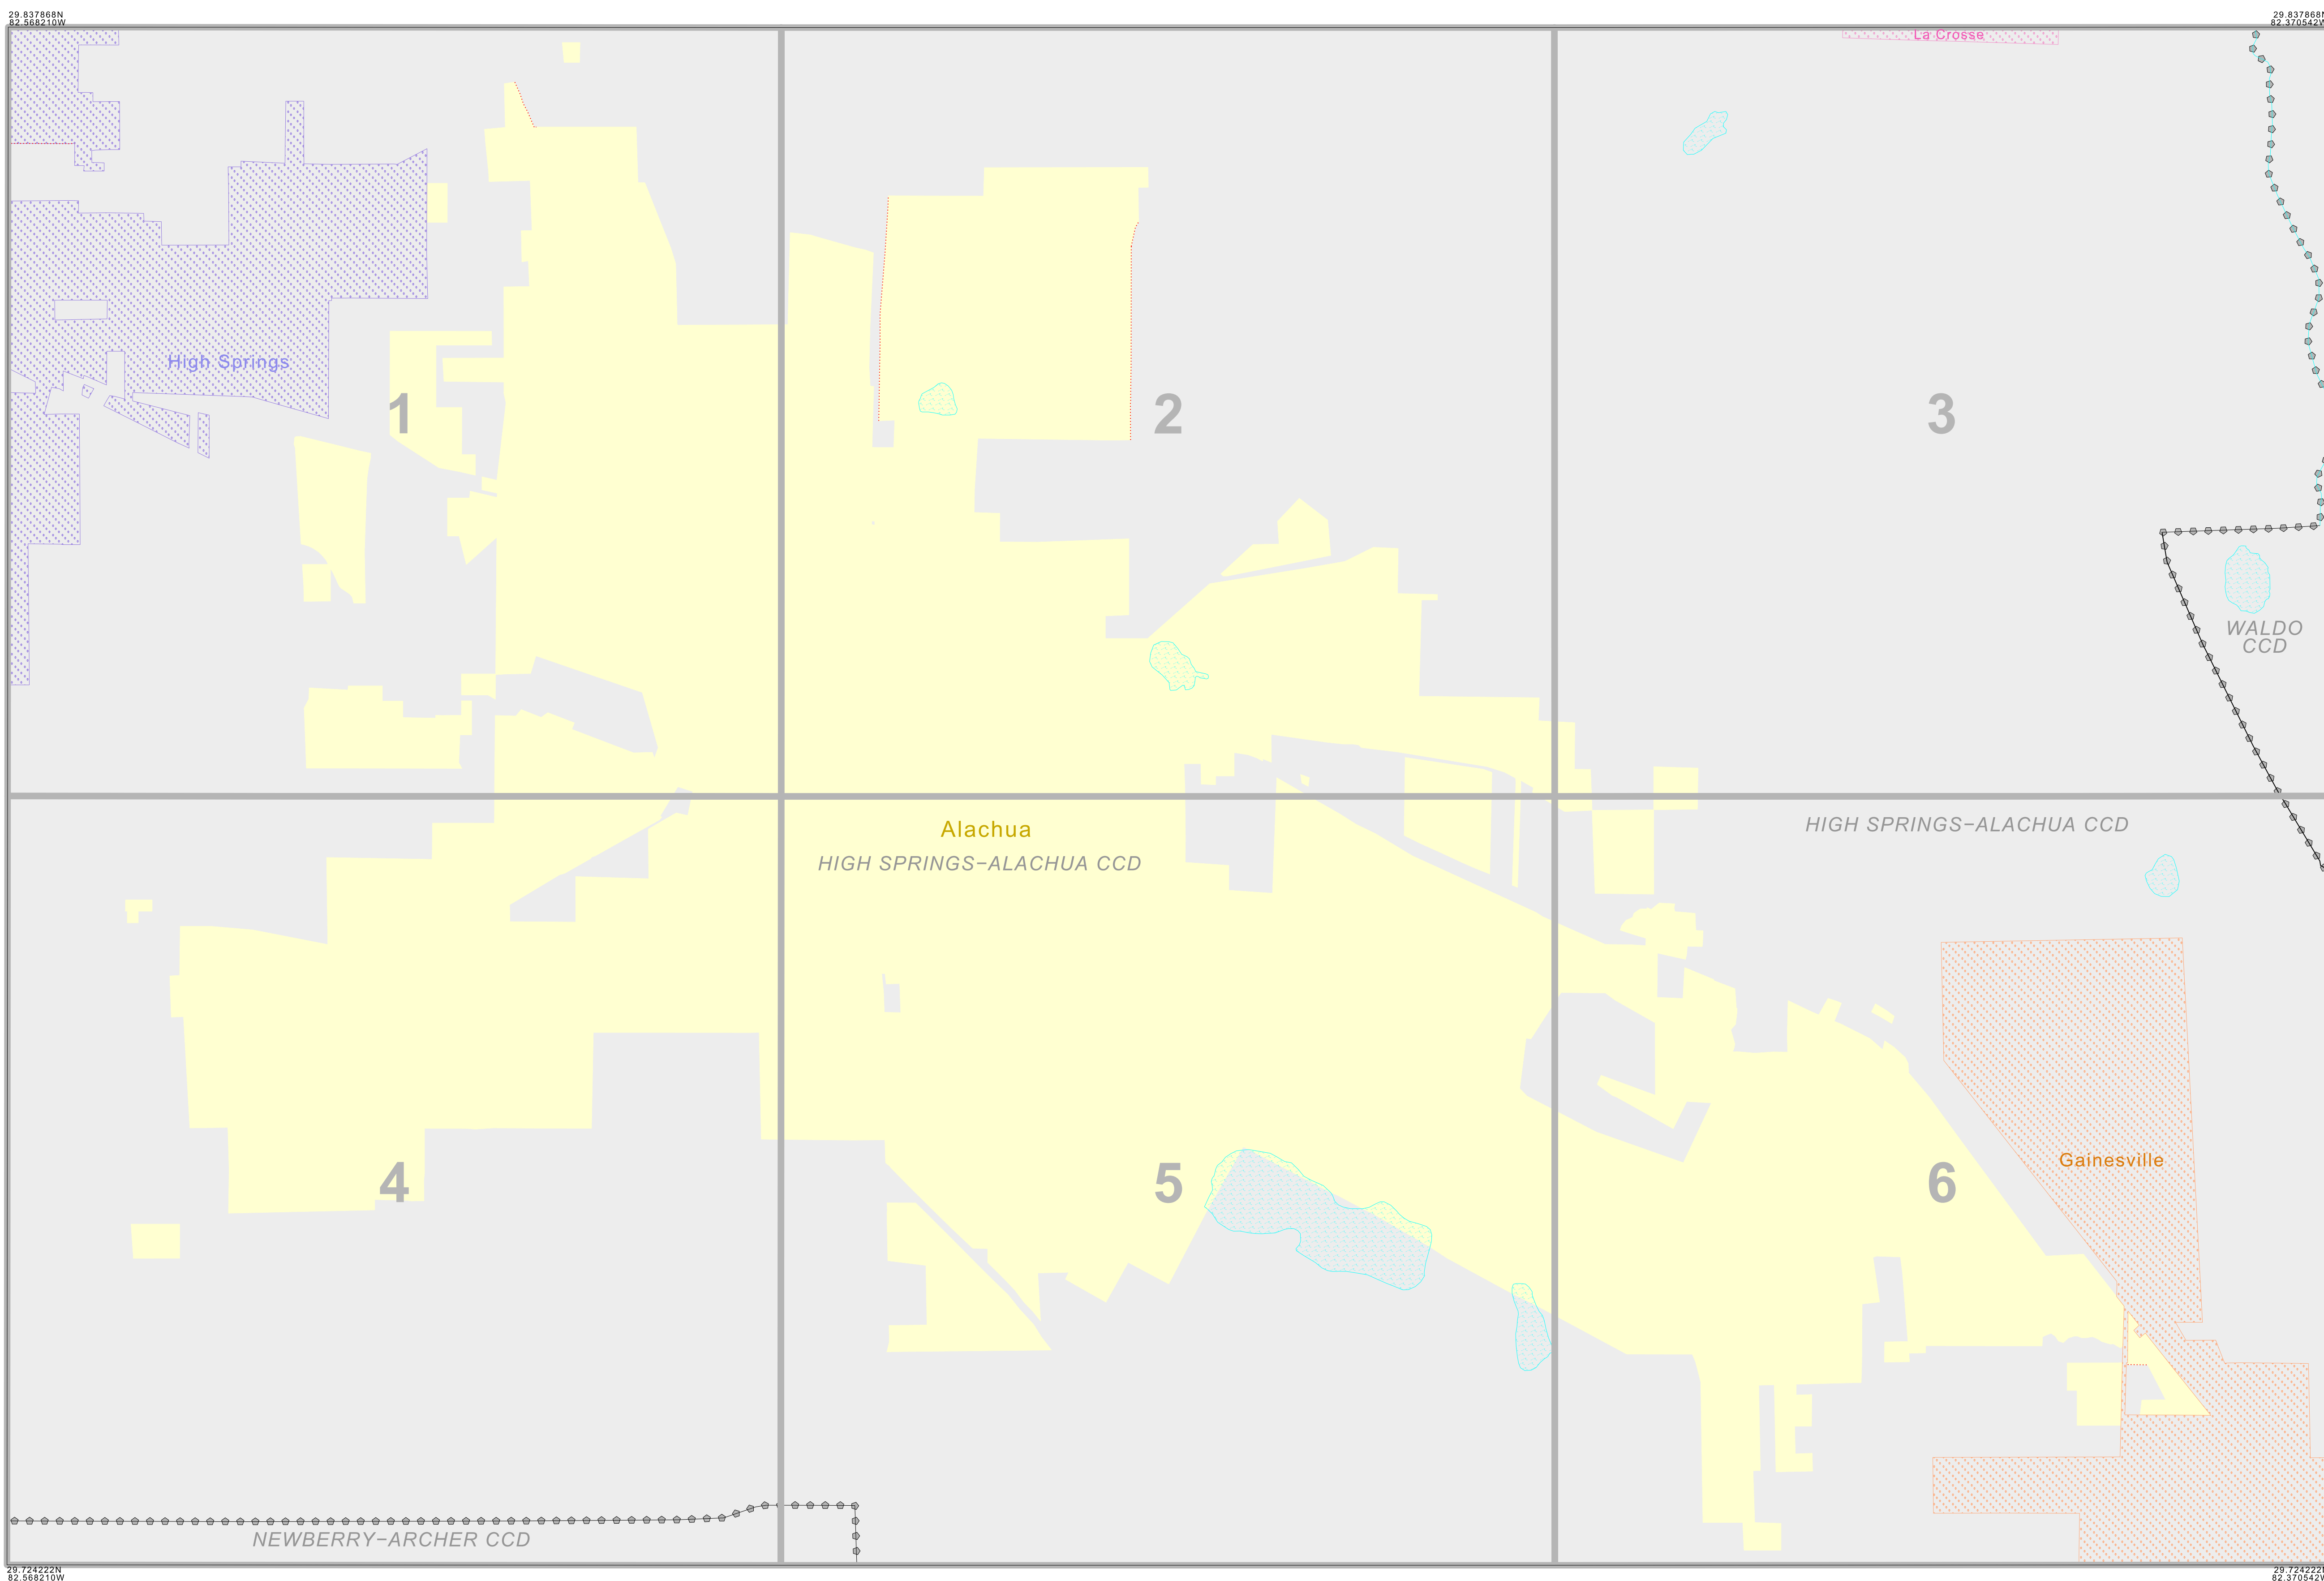 29.837868N
82.568210W
29.837868N
82.370542W
La Crosse
High Springs
1
2
3
WALDO
CCD
Alachua
HIGH SPRINGS-ALACHUA CCD
HIGH SPRINGS-ALACHUA CCD
Gainesville
4
5
6
NEWBERRY-ARCHER CCD
29.724222N
82.568210W
29.724222N
82.370542W